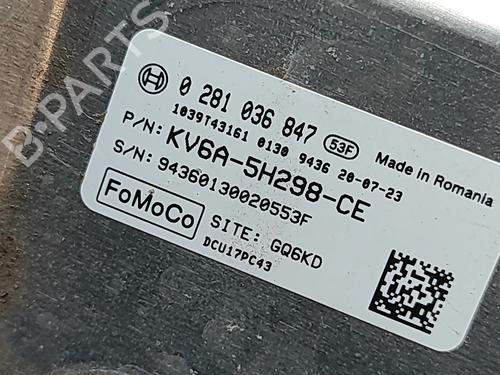 B-PARTS
0 281 036 847 53F
1039T43161 0130 9436 20-07-23
Made in Romania
P/N: KV6A-5H298-CE
S/N: 94360130020553F
FoMoCo
SITE: GQ6KD
DCU17PC43